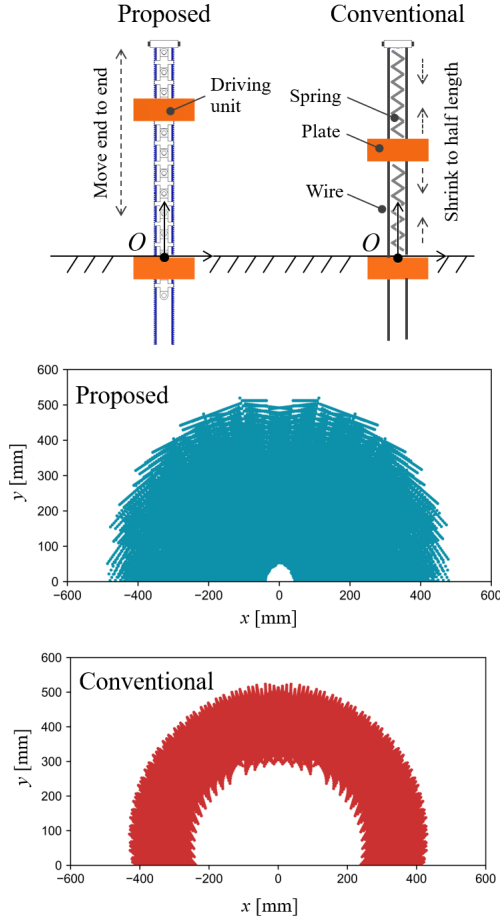 Proposed
Conventional
Move end to end
Driving
unit
Spring
Plate
Wire
Shrink to half length
O
O
Proposed
y [mm]
600
500
400
300
200
100
0
−600
−400
−200
0
200
400
600
x [mm]
Conventional
y [mm]
600
500
400
300
200
100
0
−600
−400
−200
0
200
400
600
x [mm]